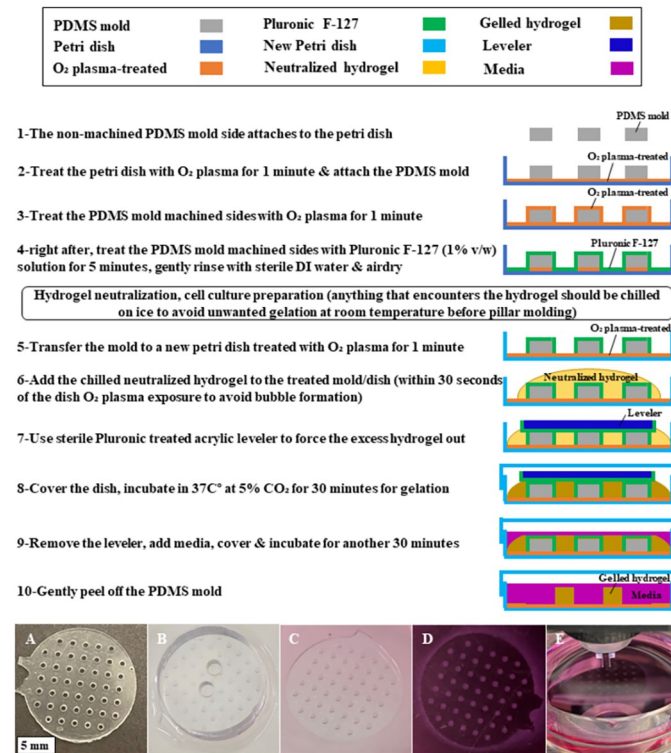 PDMS mold
Pluronic F-127
Gelled hydrogel
Petri dish
New Petri dish
Leveler
O₂ plasma-treated
Neutralized hydrogel
Media
PDMS mold
1-The non-machined PDMS mold side attaches to the petri dish
O₂ plasma-treated
2-Treat the petri dish with O₂ plasma for 1 minute & attach the PDMS mold
O₂ plasma-treated
3-Treat the PDMS mold machined sides with O₂ plasma for 1 minute
4-right after, treat the PDMS mold machined sides with Pluronic F-127 (1% v/w)
solution for 5 minutes, gently rinse with sterile DI water & airdry
Pluronic F-127
Hydrogel neutralization, cell culture preparation (anything that encounters the hydrogel should be chilled
on ice to avoid unwanted gelation at room temperature before pillar molding)
O₂ plasma-treated
5-Transfer the mold to a new petri dish treated with O₂ plasma for 1 minute
6-Add the chilled neutralized hydrogel to the treated mold/dish (within 30 seconds
of the dish O₂ plasma exposure to avoid bubble formation)
Neutralized hydrogel
Leveler
7-Use sterile Pluronic treated acrylic leveler to force the excess hydrogel out
8-Cover the dish, incubate in 37C° at 5% CO₂ for 30 minutes for gelation
9-Remove the leveler, add media, cover & incubate for another 30 minutes
Gelled hydrogel
10-Gently peel off the PDMS mold
Media
A
B
C
D
E
5 mm